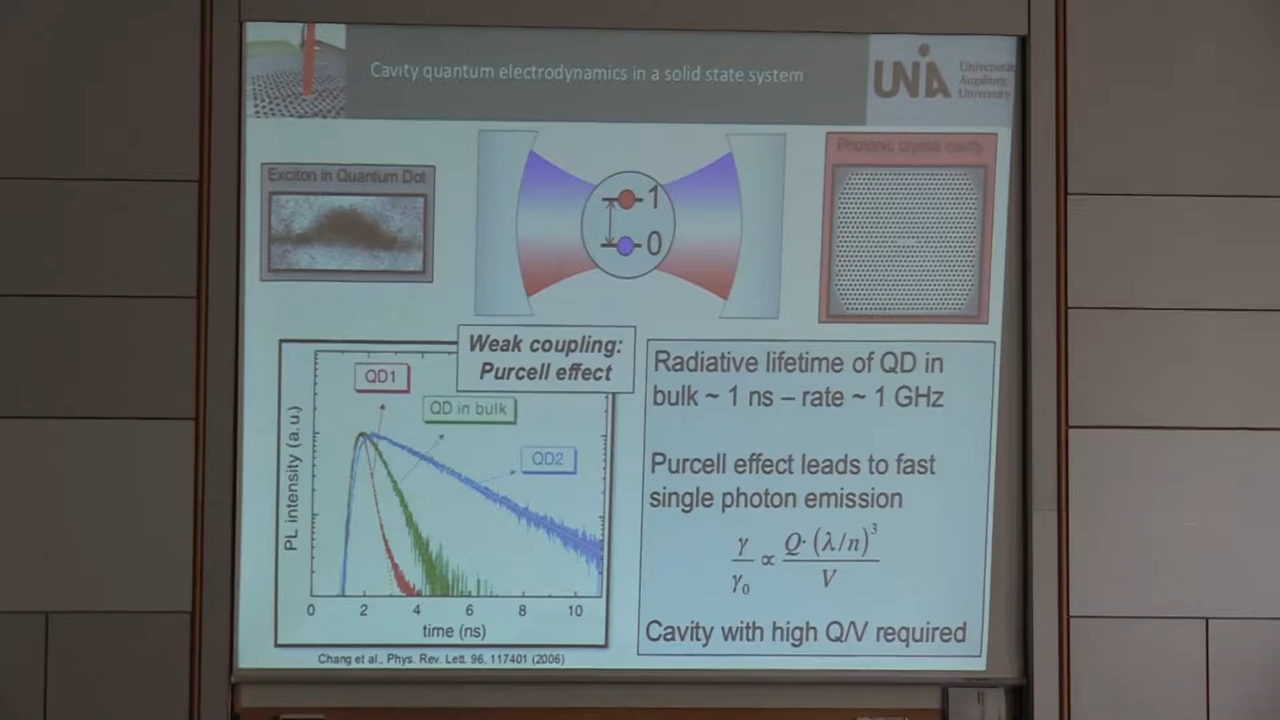 Cavity quantum electrodynamics in a solid state system
UNIA
Universität
Augsburg
University
Exciton in Quantum Dot
1
0
Photonic crystal cavity
Weak coupling:
Purcell effect
QD1
QD in bulk
QD2
PL intensity (a. u.)
0 2 4 6 8 10
time (ns)
Chang et al., Phys. Rev. Lett. 96, 117401 (2006)
Radiative lifetime of QD in
bulk ~ 1 ns – rate ~ 1 GHz
Purcell effect leads to fast
single photon emission
γ/γ₀ ∝ Q· (λ/n)³/V
Cavity with high Q/V required